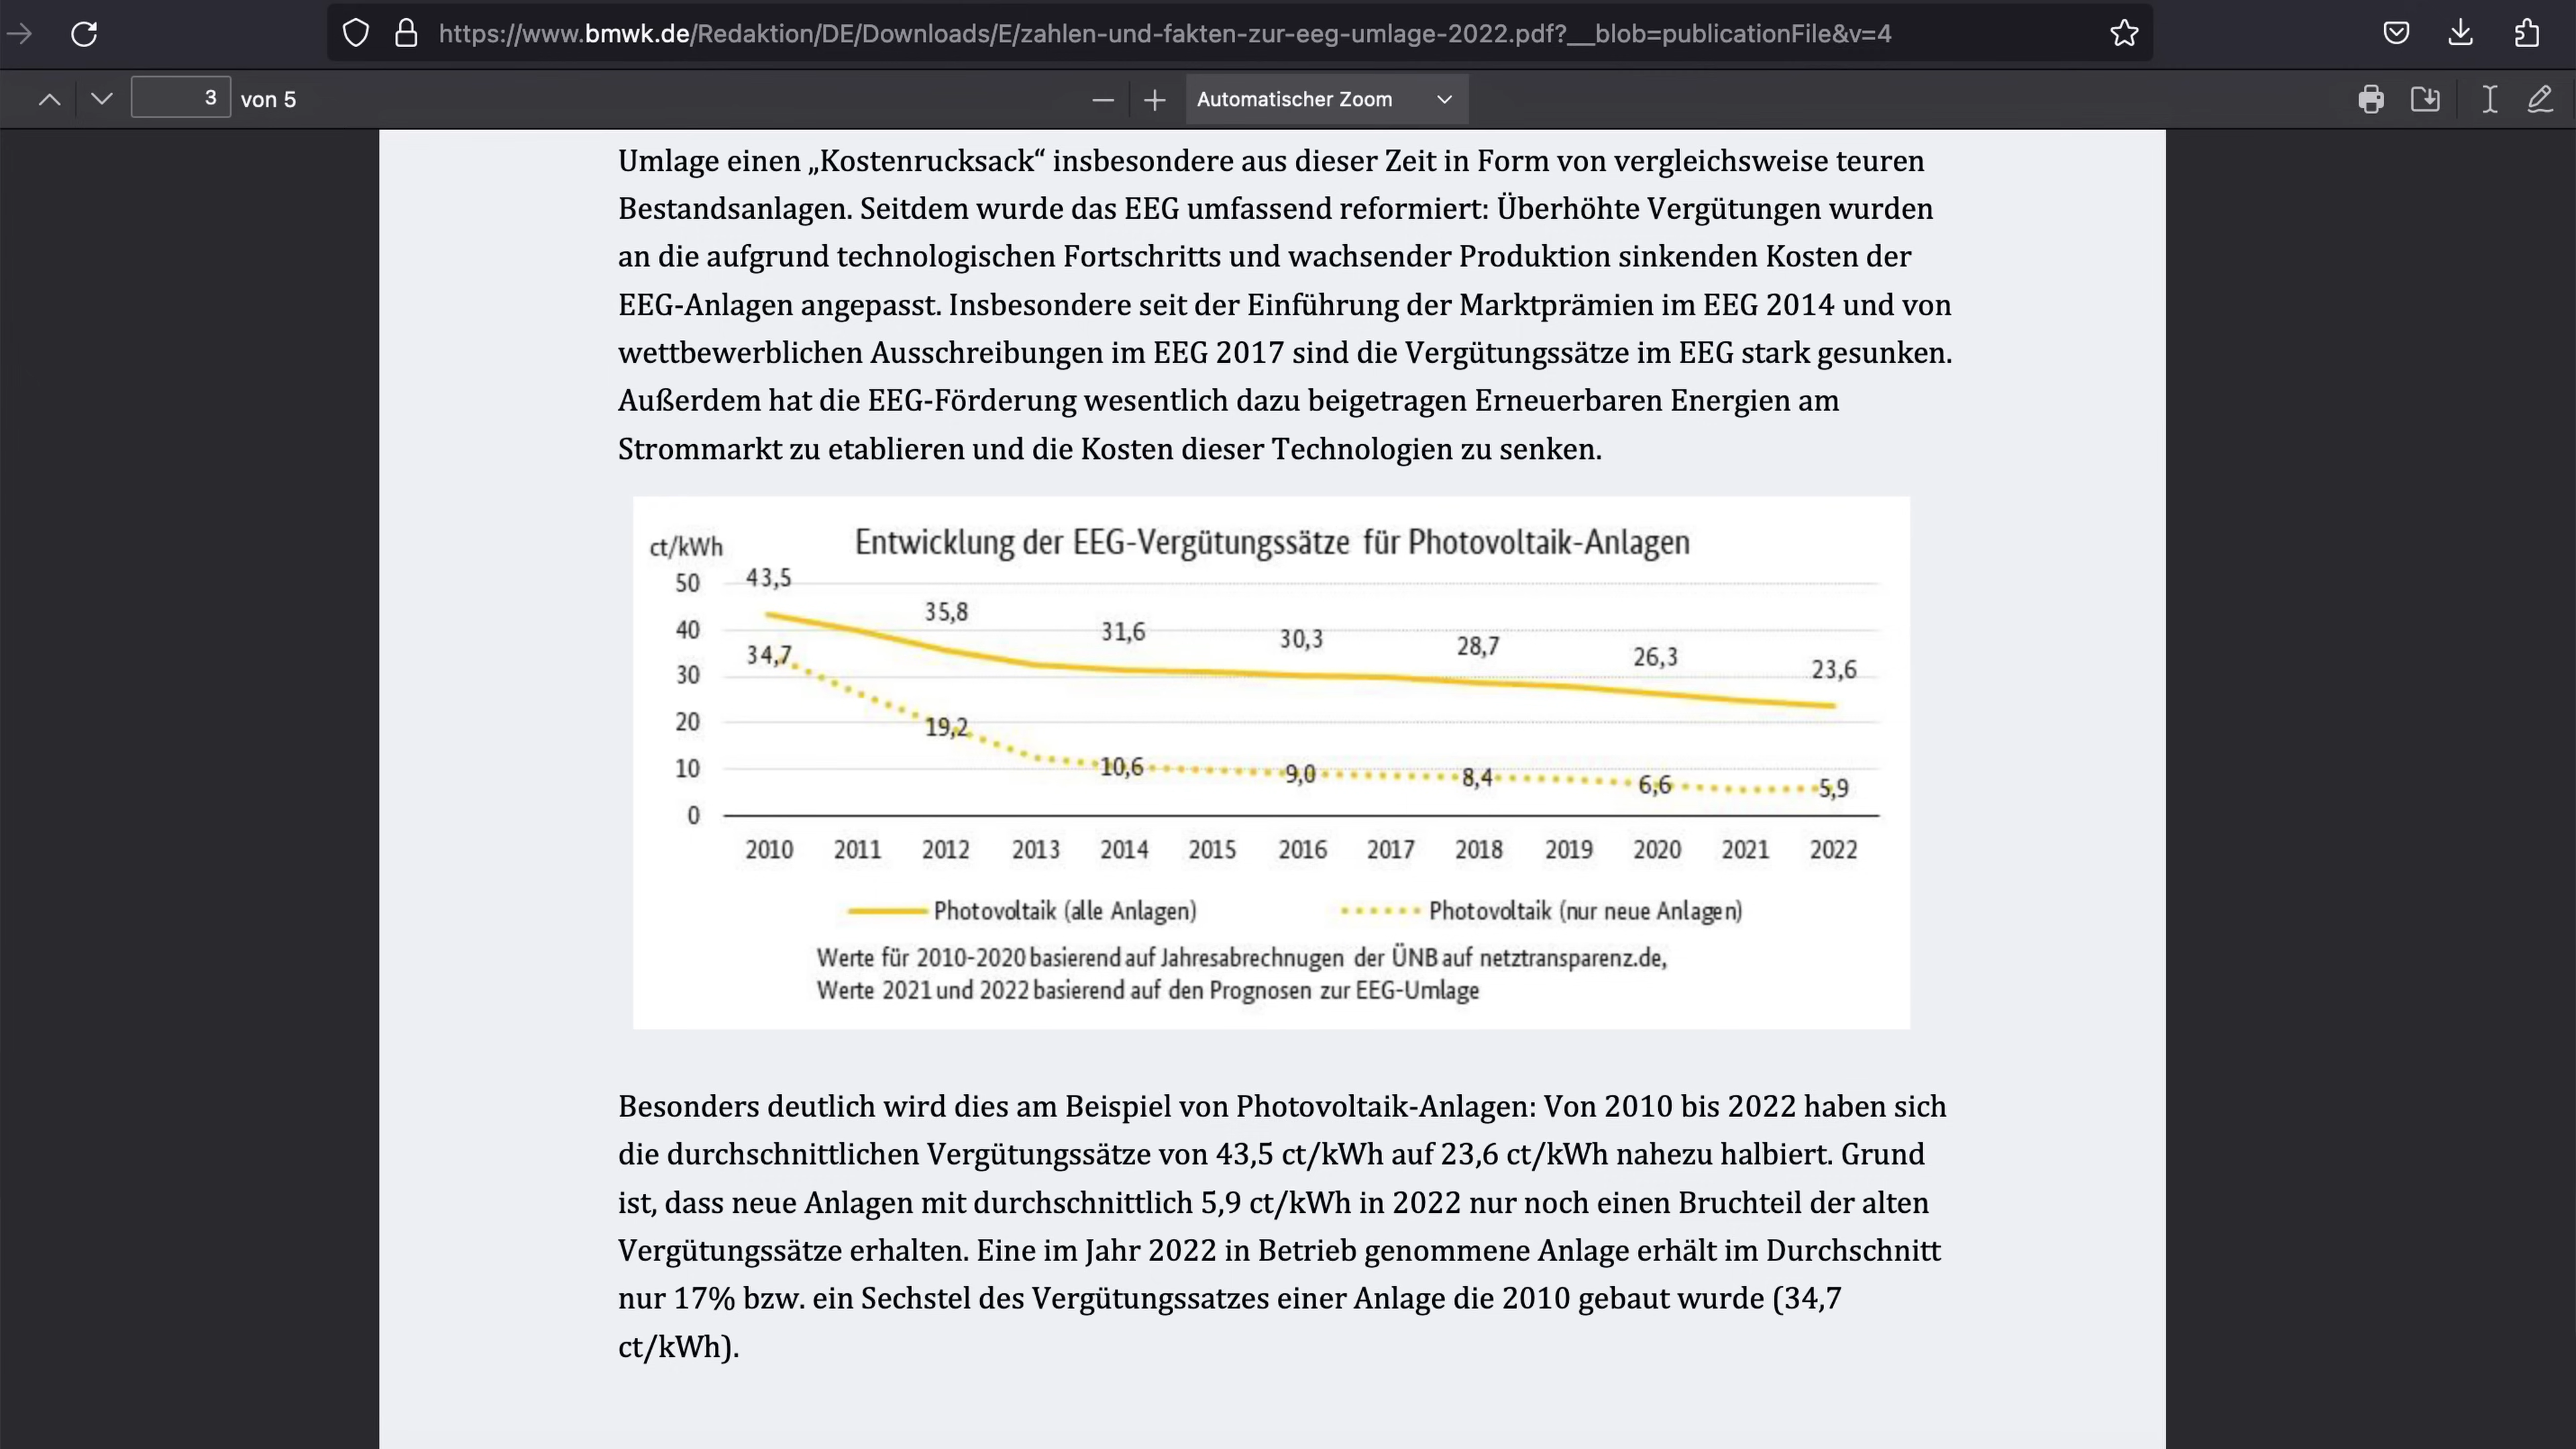 https://www.bmwk.de/Redaktion/DE/Downloads/E/zahlen-und-fakten-zur-eeg-umlage-2022.pdf?__blob=publicationFile&v=4
3 von 5
Automatischer Zoom
Umlage einen „Kostenrucksack“ insbesondere aus dieser Zeit in Form von vergleichsweise teuren
Bestandsanlagen. Seitdem wurde das EEG umfassend reformiert: Überhöhte Vergütungen wurden
an die aufgrund technologischen Fortschritts und wachsender Produktion sinkenden Kosten der
EEG-Anlagen angepasst. Insbesondere seit der Einführung der Marktprämien im EEG 2014 und von
wettbewerblichen Ausschreibungen im EEG 2017 sind die Vergütungssätze im EEG stark gesunken.
Außerdem hat die EEG-Förderung wesentlich dazu beigetragen Erneuerbaren Energien am
Strommarkt zu etablieren und die Kosten dieser Technologien zu senken.
Entwicklung der EEG-Vergütungssätze für Photovoltaik-Anlagen
ct/kWh
50
40
30
20
10
0
43,5
35,8
31,6
30,3
28,7
26,3
23,6
34,7
19,2
10,6
9,0
8,4
6,6
5,9
2010 2011 2012 2013 2014 2015 2016 2017 2018 2019 2020 2021 2022
Photovoltaik (alle Anlagen)
Photovoltaik (nur neue Anlagen)
Werte für 2010-2020 basierend auf Jahresabrechnugen der ÜNB auf netztransparenz.de,
Werte 2021 und 2022 basierend auf den Prognosen zur EEG-Umlage
Besonders deutlich wird dies am Beispiel von Photovoltaik-Anlagen: Von 2010 bis 2022 haben sich
die durchschnittlichen Vergütungssätze von 43,5 ct/kWh auf 23,6 ct/kWh nahezu halbiert. Grund
ist, dass neue Anlagen mit durchschnittlich 5,9 ct/kWh in 2022 nur noch einen Bruchteil der alten
Vergütungssätze erhalten. Eine im Jahr 2022 in Betrieb genommene Anlage erhält im Durchschnitt
nur 17% bzw. ein Sechstel des Vergütungssatzes einer Anlage die 2010 gebaut wurde (34,7
ct/kWh).